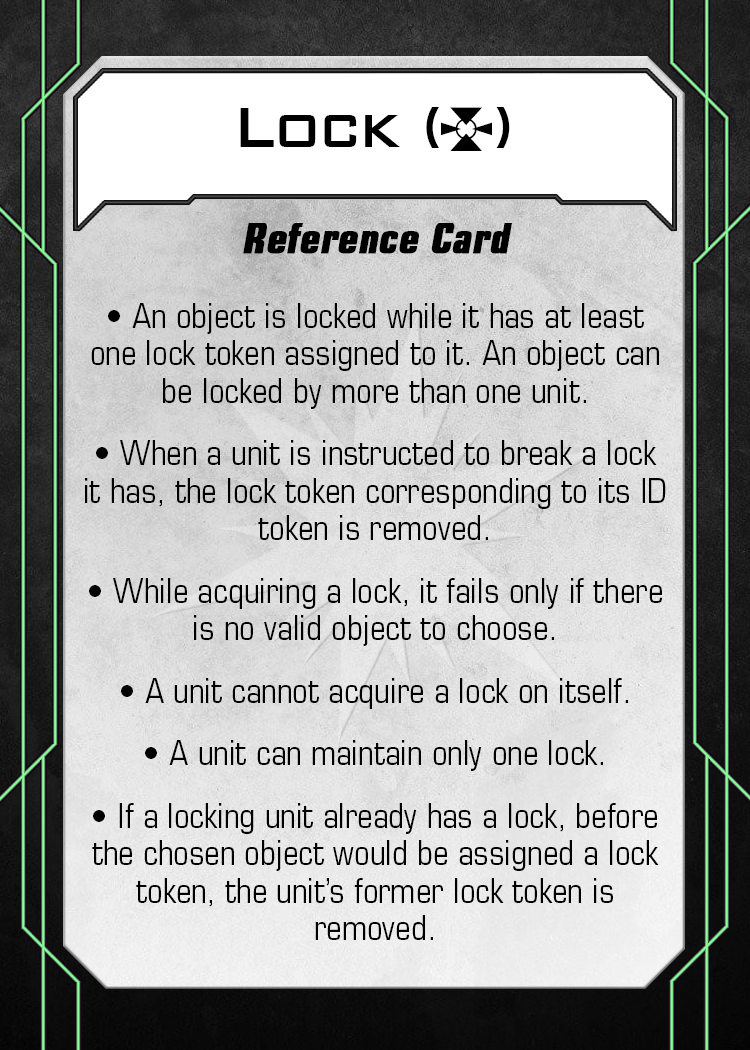 Lock ()
Reference Card
• An object is locked while it has at least
one lock token assigned to it. An object can
be locked by more than one unit.
• When a unit is instructed to break a lock
it has, the lock token corresponding to its ID
token is removed.
• While acquiring a lock, it fails only if there
is no valid object to choose.
• A unit cannot acquire a lock on itself.
• A unit can maintain only one lock.
• If a locking unit already has a lock, before
the chosen object would be assigned a lock
token, the unit’s former lock token is
removed.